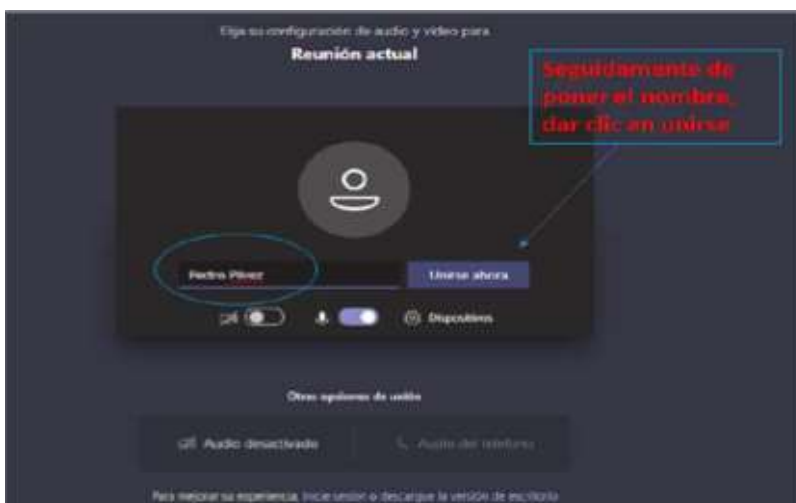 Elija su configuración de audio y vídeo para
Reunión actual
Seguidamente de
poner el nombre,
dar clic en unirse
Pedro Pérez
Unirse ahora
Dispositivos
Otras opciones de unión
Audio desactivado
Audio del teléfono
Para mejorar su experiencia, inicie sesión o descargue la versión de escritorio